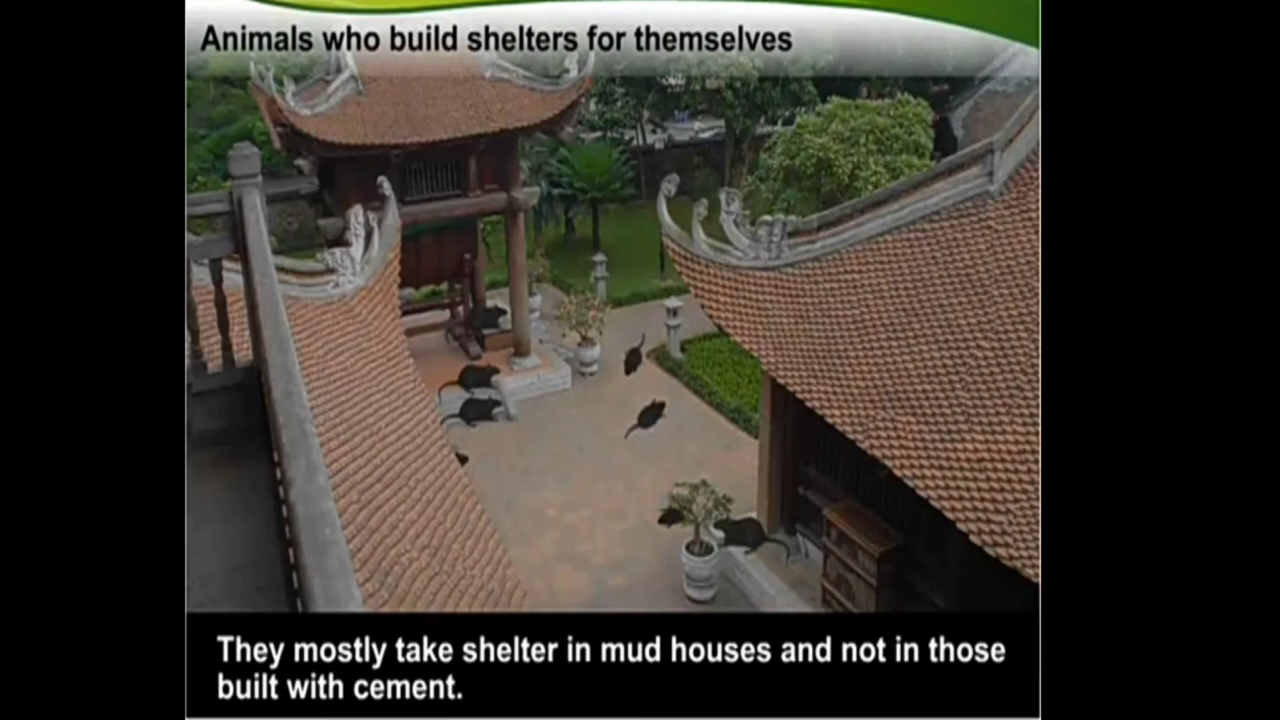 Animals who build shelters for themselves
They mostly take shelter in mud houses and not in those
built with cement.